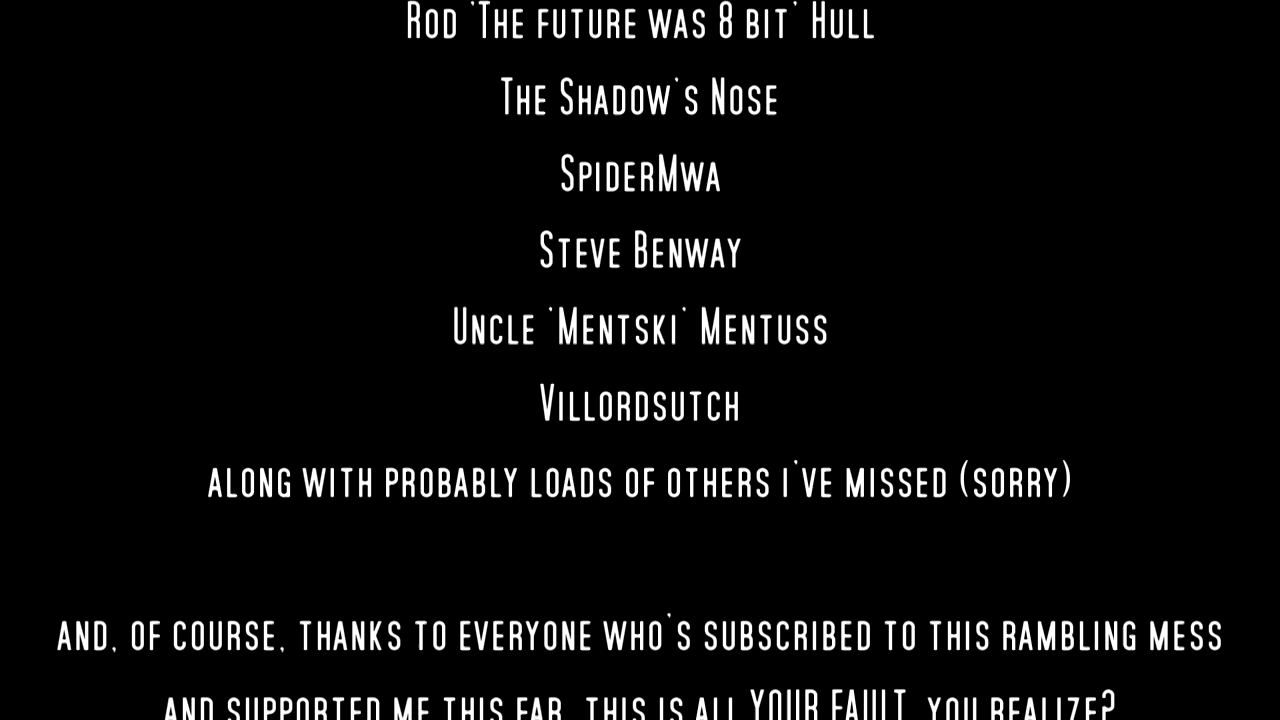 Rod 'The future was 8 bit' Hull
The Shadow's Nose
SpiderMwa
Steve Benway
Uncle 'Mentski' Mentuss
Villordsutch
along with probably loads of others i've missed (sorry)
and, of course, thanks to everyone who's subscribed to this rambling mess
and supported me this far. this is all YOUR FAULT, you realize?